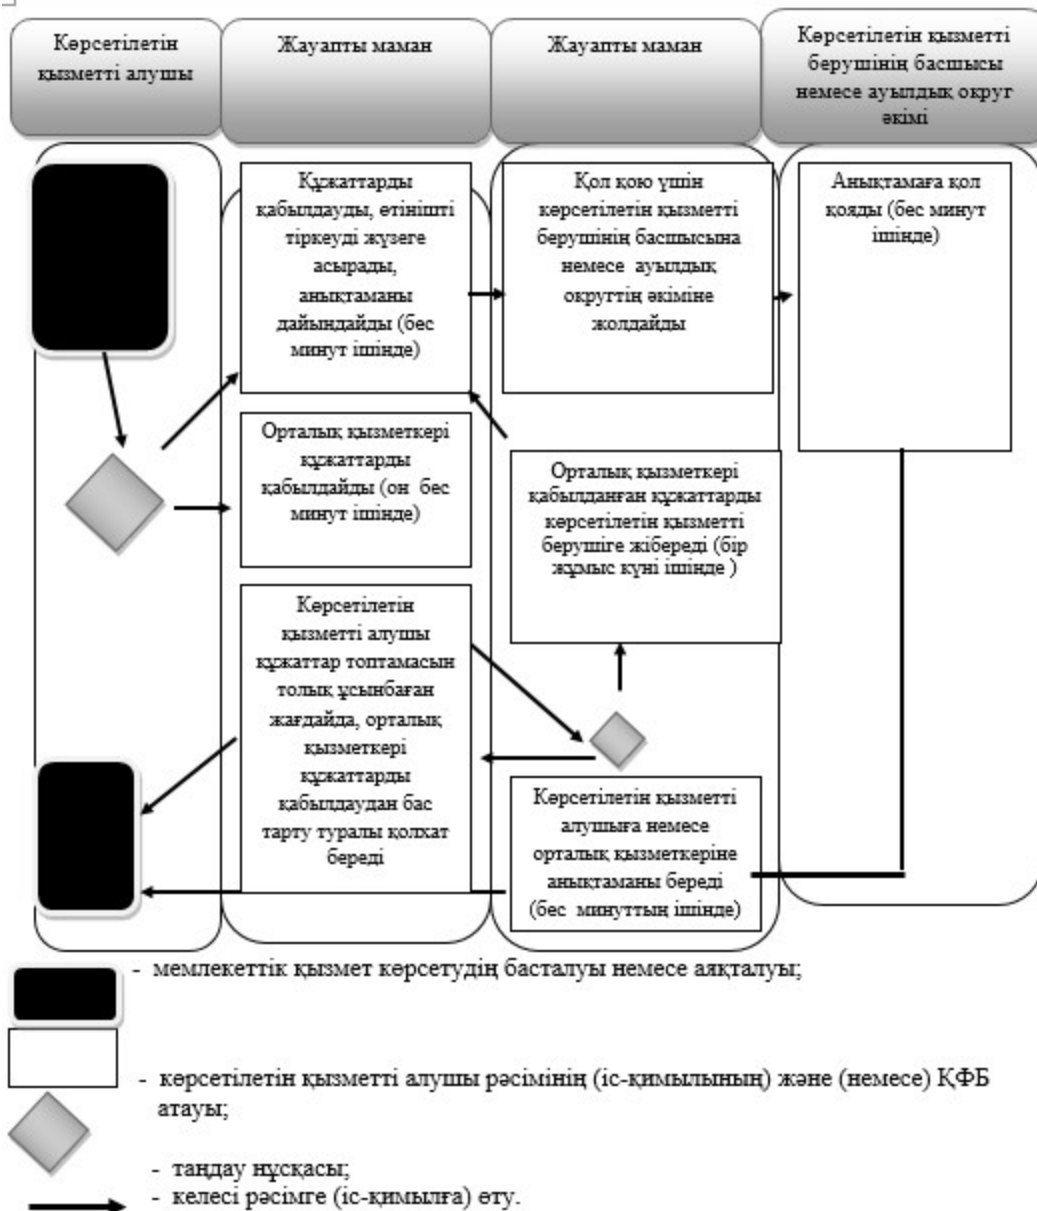 Көрсетілетін
қызметті алушы
Жауапты маман
Жауапты маман
Көрсетілетін қызметті
берушінің басшысы
немесе ауылдық округ
әкімі
Құжаттарды
қабылдауды, өтінішті
тіркеуді жүзеге
асырады,
анықтаманы
дайындайды (бес
минут ішінде)
Қол қою үшін
көрсетілетін қызметті
берушінің басшысына
немесе ауылдық
округтің әкіміне
жолдайды
Анықтамаға қол
қояды (бес минут
ішінде)
Орталық қызметкері
құжаттарды
қабылдайды (он бес
минут ішінде)
Орталық қызметкері
қабылданған құжаттарды
көрсетілетін қызметті
берушіге жібереді (бір
жұмыс күні ішінде )
Көрсетілетін
қызметті алушы
құжаттар топтамасын
толық ұсынбаған
жағдайда, орталық
қызметкері
құжаттарды
қабылдаудан бас
тарту туралы қолхат
береді
Көрсетілетін қызметті
алушыға немесе
орталық қызметкеріне
анықтаманы береді
(бес минуттың ішінде)
- мемлекеттік қызмет көрсетудің басталуы немесе аяқталуы;
- көрсетілетін қызметті алушы рәсімінің (іс-қимылының) және (немесе) ҚФБ
атауы;
- таңдау нұсқасы;
- келесі рәсімге (іс-қимылға) өту.